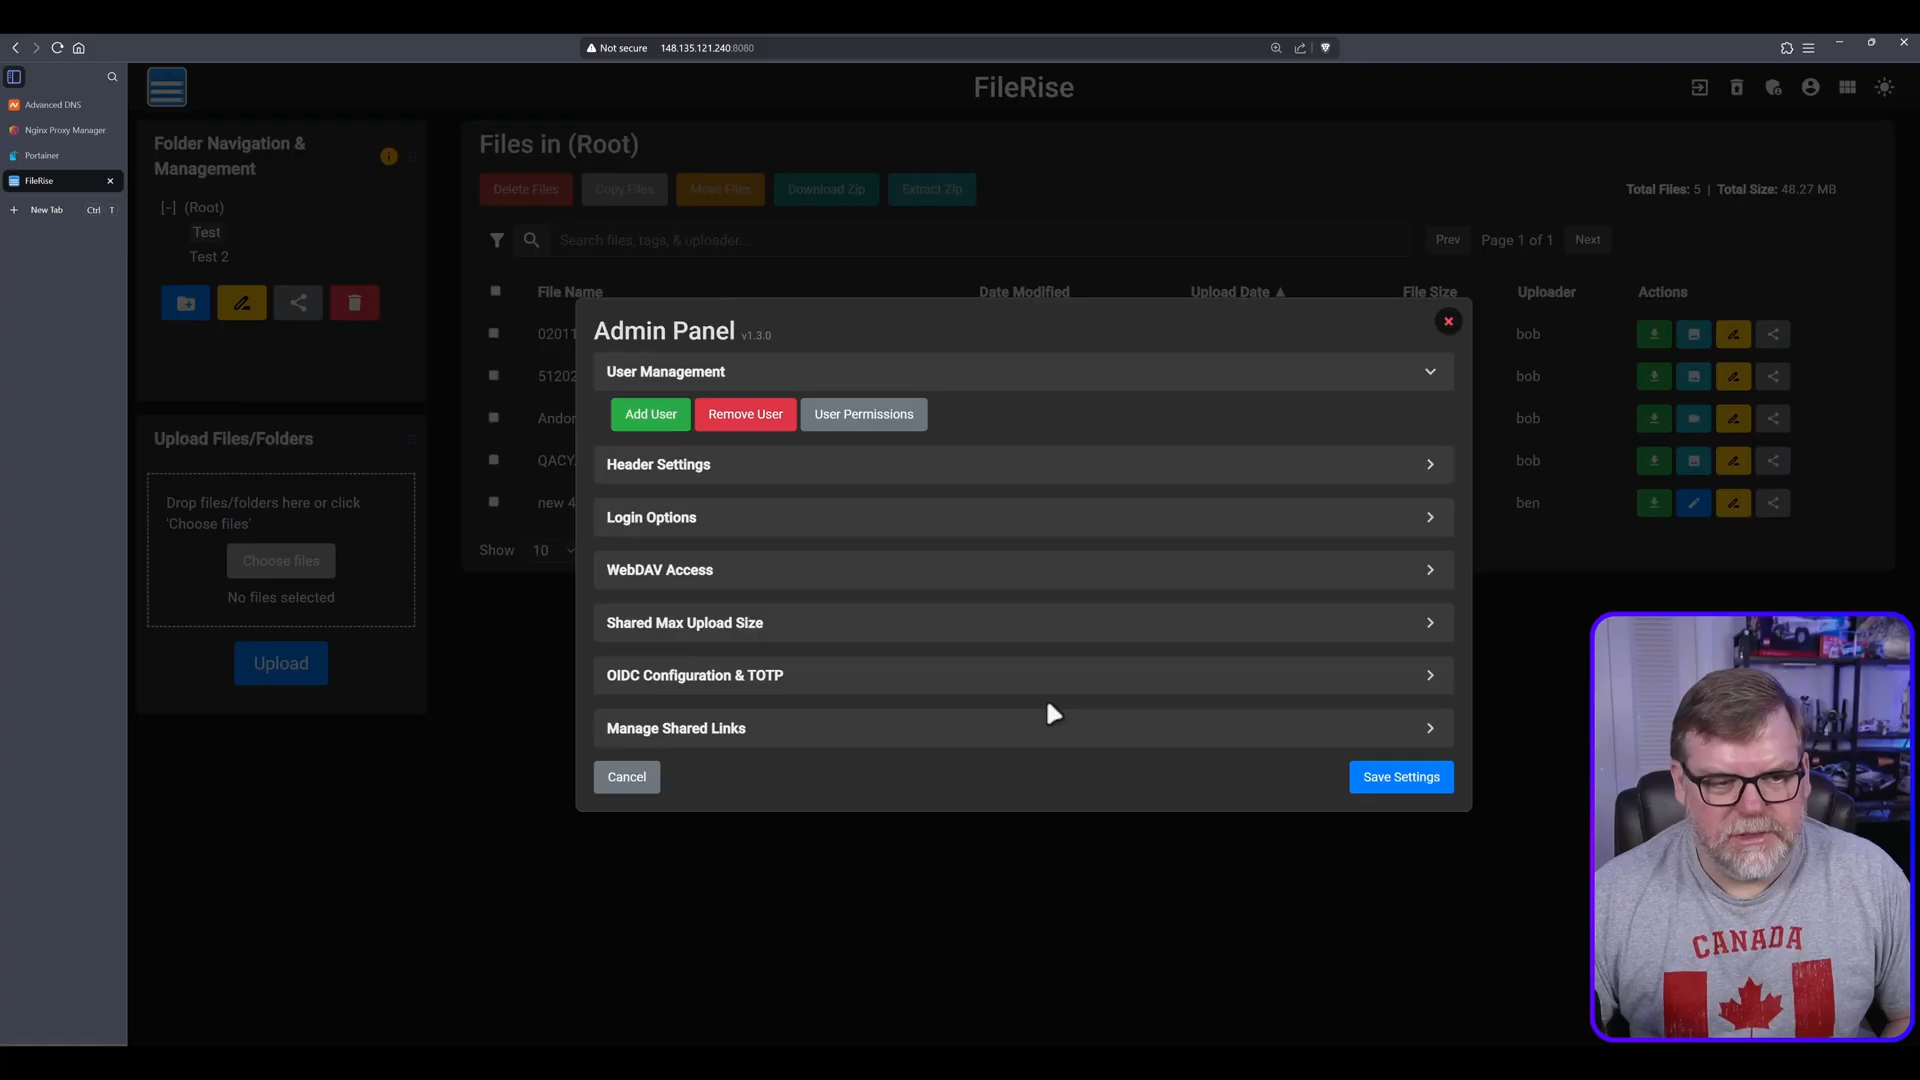 Not secure 148.135.121.240:8080
Advanced DNS
Nginx Proxy Manager
Portainer
FileRise
New Tab Ctrl T
FileRise
Folder Navigation &
Management
[-] (Root)
Test
Test 2
Upload Files/Folders
Drop files/folders here or click
'Choose files'
Choose files
No files selected
Upload
Files in (Root)
Delete Files Copy Files Move Files Download Zip Extract Zip
Total Files: 5 | Total Size: 48.27 MB
Search files, tags, & uploader...
Prev Page 1 of 1 Next
File Name Date Modified Upload Date ▲ File Size Uploader Actions
02011 bob
51202 bob
Andor bob
QACY bob
new 4 ben
Show 10
Admin Panel v1.3.0
User Management
Add User Remove User User Permissions
Header Settings
Login Options
WebDAV Access
Shared Max Upload Size
OIDC Configuration & TOTP
Manage Shared Links
Cancel Save Settings
CANADA